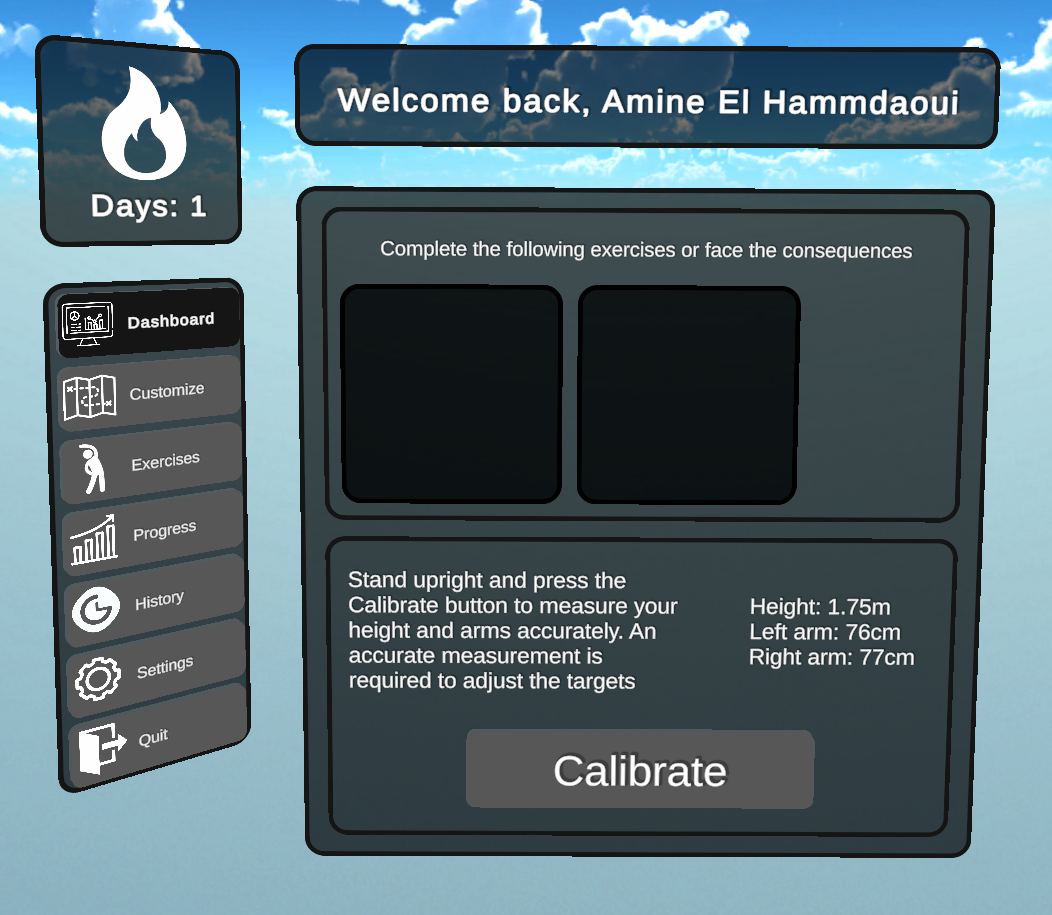 Welcome back, Amine El Hammdaoui
Days: 1
Dashboard
Customize
Exercises
Progress
History
Settings
Quit
Complete the following exercises or face the consequences
Stand upright and press the
Calibrate button to measure your
height and arms accurately. An
accurate measurement is
required to adjust the targets
Height: 1.75m
Left arm: 76cm
Right arm: 77cm
Calibrate